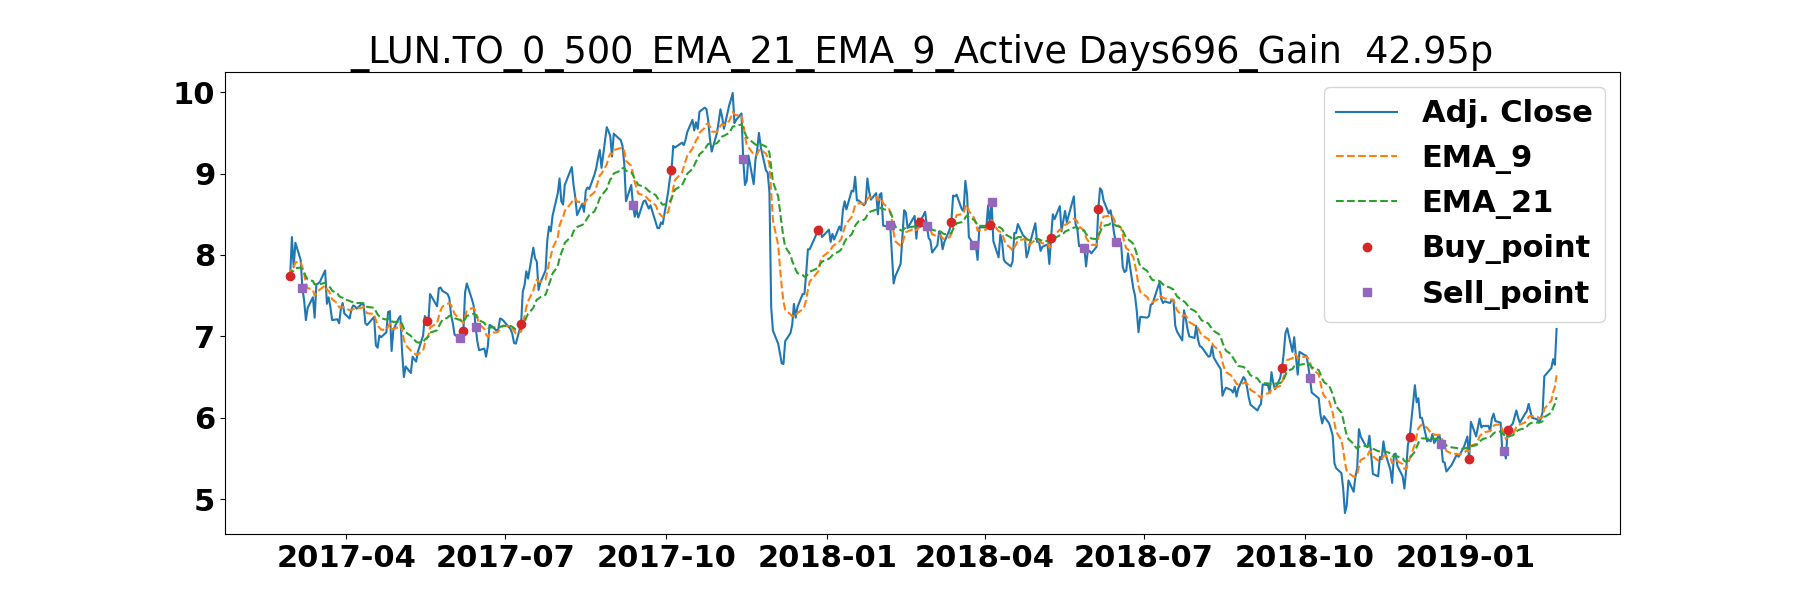 _LUN.TO_0_500_EMA_21_EMA_9_Active Days696_Gain  42.95p
10
9
8
7
6
5
Adj. Close
EMA_9
EMA_21
Buy_point
Sell_point
2017-04 2017-07 2017-10 2018-01 2018-04 2018-07 2018-10 2019-01